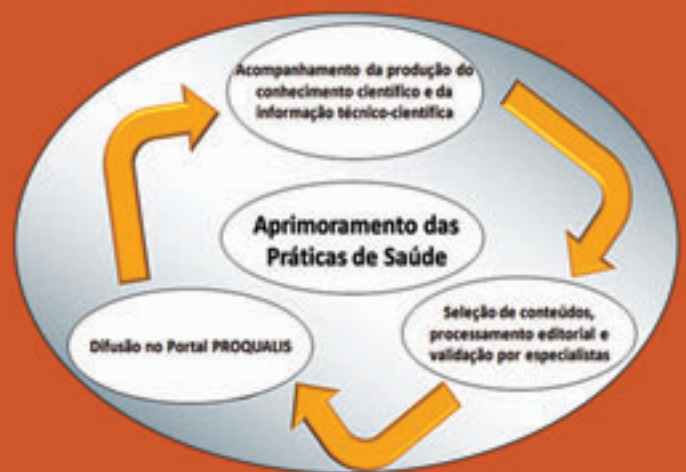 Acompanhamento da produção do
conhecimento científico e da
informação técnico-científica
Aprimoramento das
Práticas de Saúde
Seleção de conteúdos,
processamento editorial e
validação por especialistas
Difusão no Portal PROQUALIS